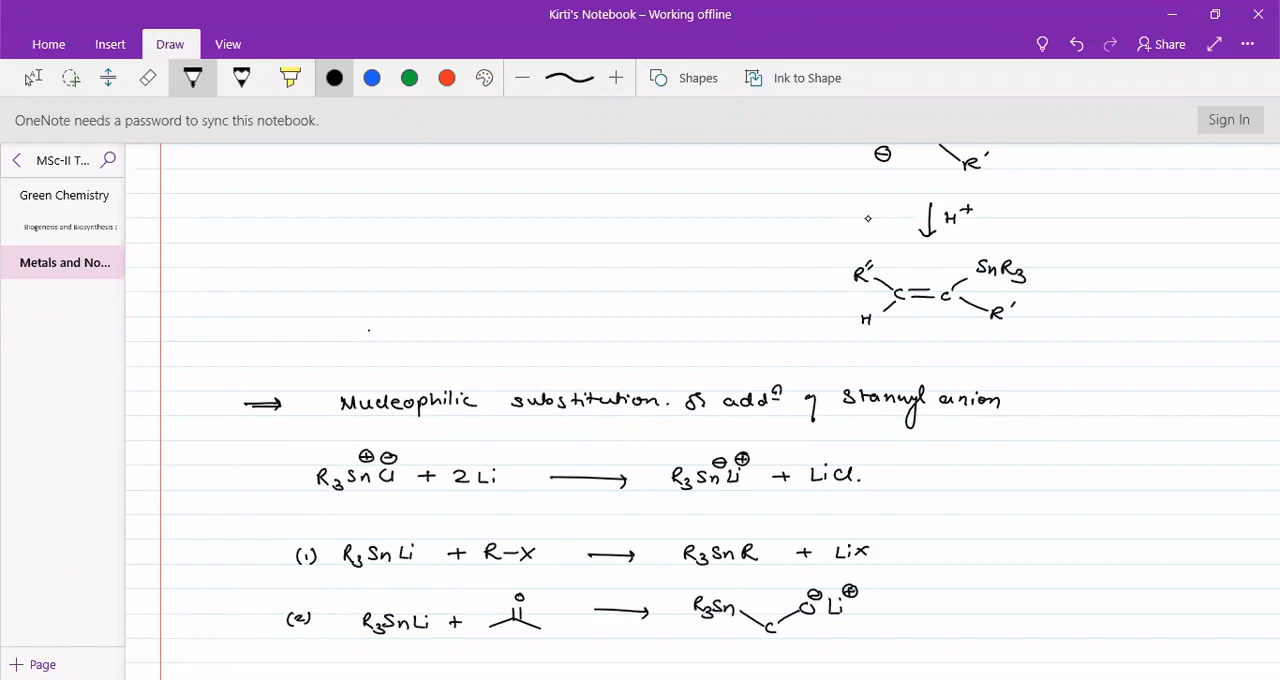 Kirti's Notebook – Working offline
Home Insert Draw View Share
Shapes Ink to Shape
OneNote needs a password to sync this notebook. Sign In
MSc-II T...
Green Chemistry
Biogenesis and Biosynthesis
Metals and No...
⊖ R'
↓ H+
R" SnR3
C = C
H R'
⟹ Nucleophilic substitution. or addn of Stannyl anion
⊕ ⊖ ⊖ ⊕
R3SnCl + 2Li ⟶ R3SnLi + LiCl.
(1) R3SnLi + R–X ⟶ R3SnR + LiX
O ⊖ ⊕
(2) R3SnLi + ⟶ R3Sn O Li
C
+ Page